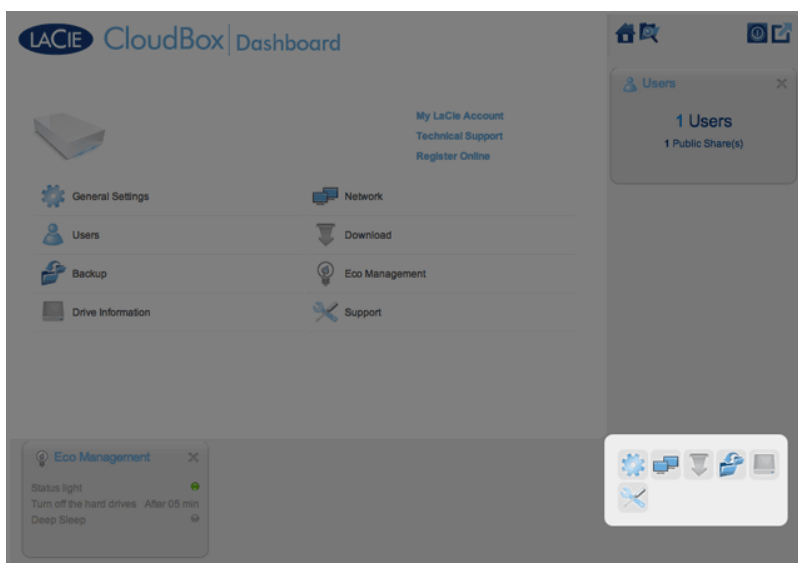 LACIE CloudBox Dashboard
Users
1 Users
1 Public Share(s)
My LaCie Account
Technical Support
Register Online
General Settings
Network
Users
Download
Backup
Eco Management
Drive Information
Support
Eco Management
Status light
Turn off the hard drives After 05 min
Deep Sleep